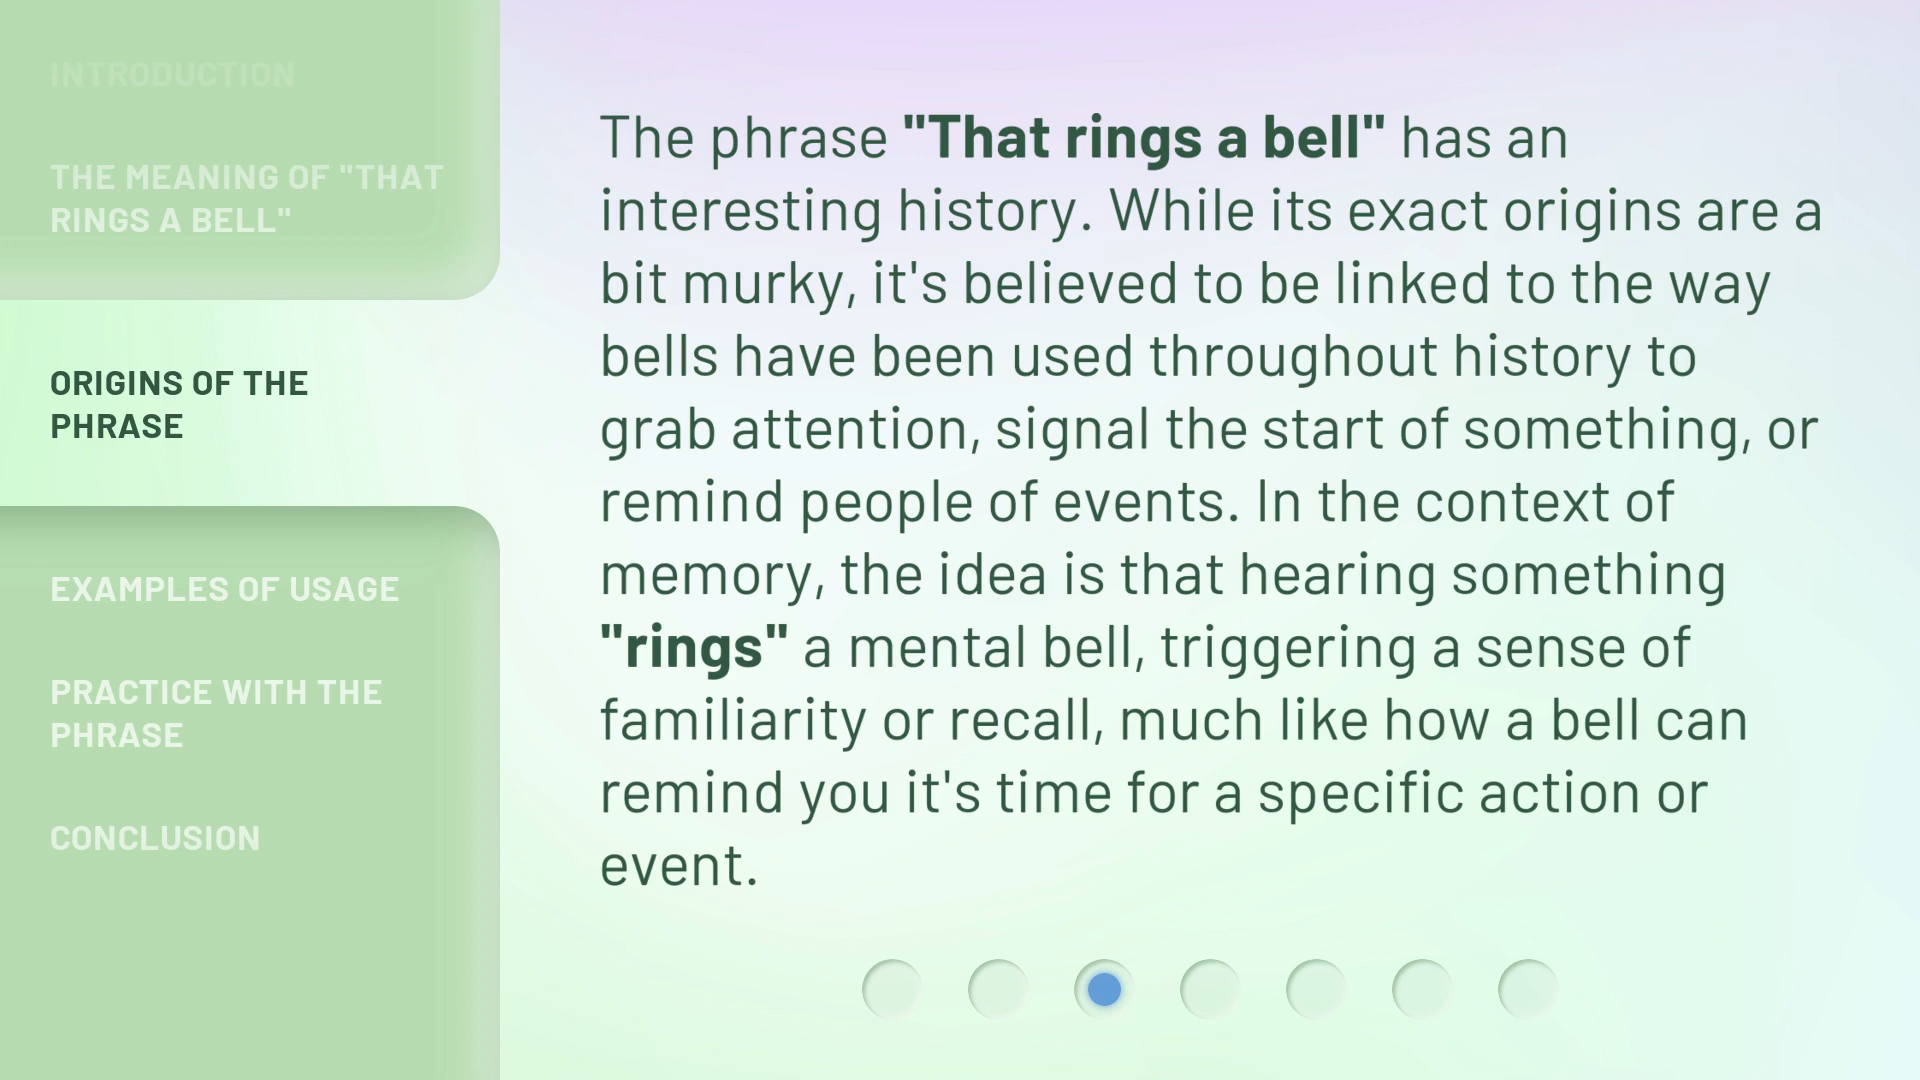 INTRODUCTION
THE MEANING OF "THAT
RINGS A BELL"
ORIGINS OF THE
PHRASE
EXAMPLES OF USAGE
PRACTICE WITH THE
PHRASE
CONCLUSION
The phrase "That rings a bell" has an
interesting history. While its exact origins are a
bit murky, it's believed to be linked to the way
bells have been used throughout history to
grab attention, signal the start of something, or
remind people of events. In the context of
memory, the idea is that hearing something
"rings" a mental bell, triggering a sense of
familiarity or recall, much like how a bell can
remind you it's time for a specific action or
event.